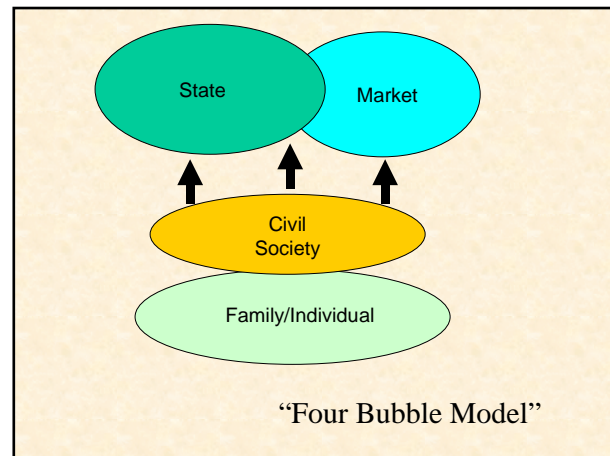 State
Market
Civil
Society
Family/Individual
“Four Bubble Model”